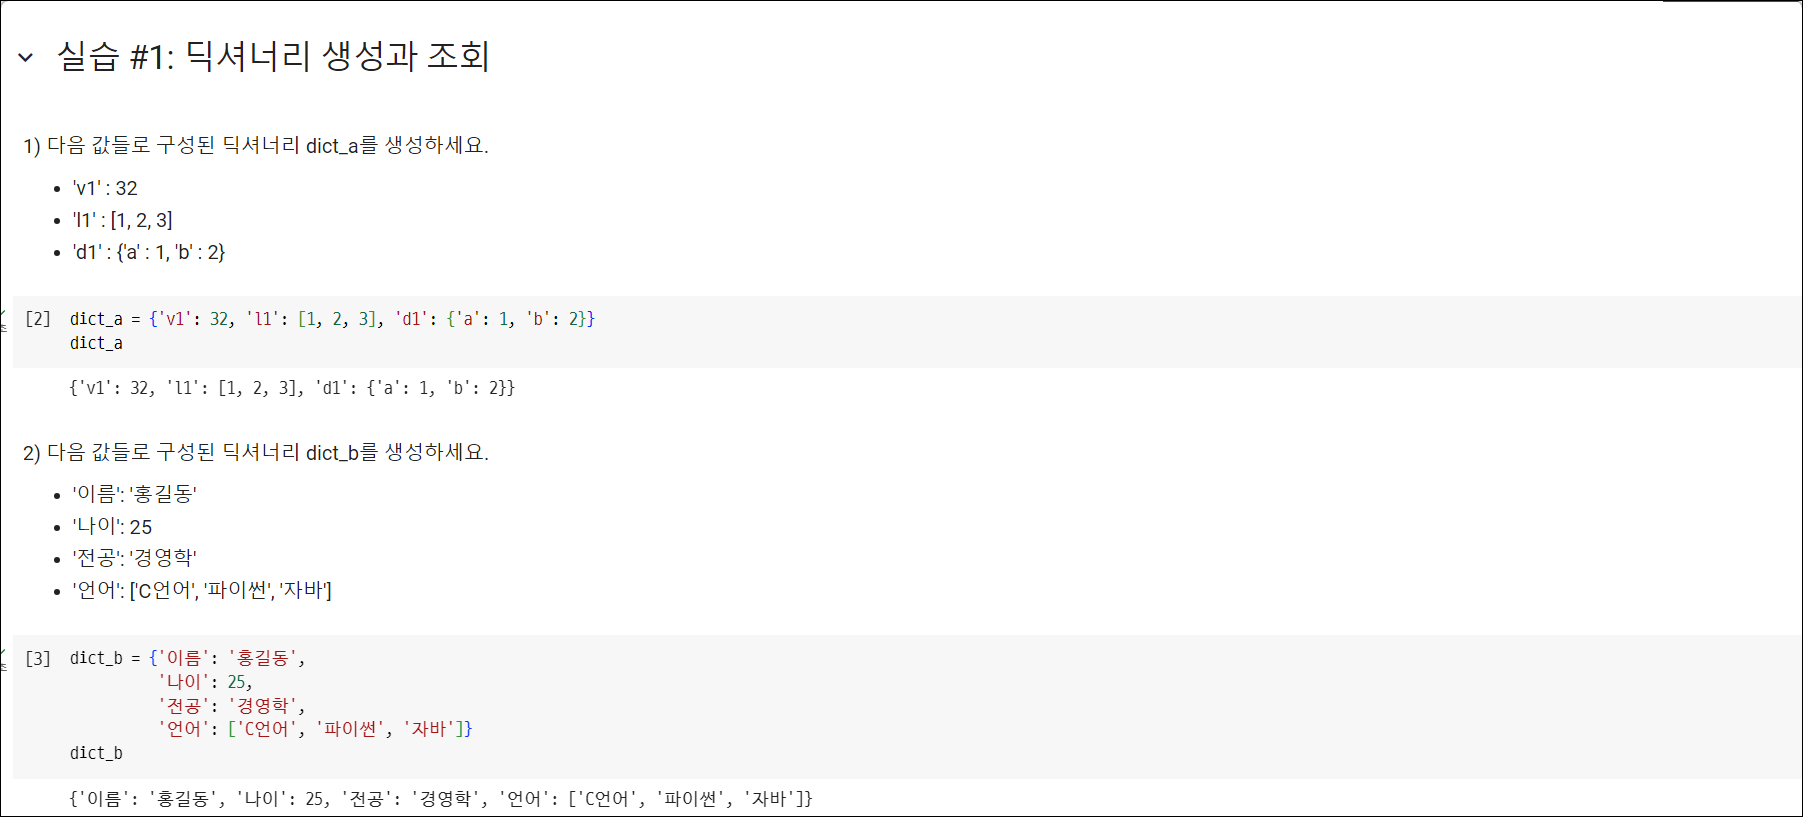 실습 #1: 딕셔너리 생성과 조회
1) 다음 값들로 구성된 딕셔너리 dict_a를 생성하세요.
• 'v1' : 32
• 'l1' : [1, 2, 3]
• 'd1' : {'a' : 1, 'b' : 2}
[2] dict_a = {'v1': 32, 'l1': [1, 2, 3], 'd1': {'a': 1, 'b': 2}}
dict_a
{'v1': 32, 'l1': [1, 2, 3], 'd1': {'a': 1, 'b': 2}}
2) 다음 값들로 구성된 딕셔너리 dict_b를 생성하세요.
• '이름': '홍길동'
• '나이': 25
• '전공': '경영학'
• '언어': ['C언어', '파이썬', '자바']
[3] dict_b = {'이름': '홍길동',
'나이': 25,
'전공': '경영학',
'언어': ['C언어', '파이썬', '자바']}
dict_b
{'이름': '홍길동', '나이': 25, '전공': '경영학', '언어': ['C언어', '파이썬', '자바']}